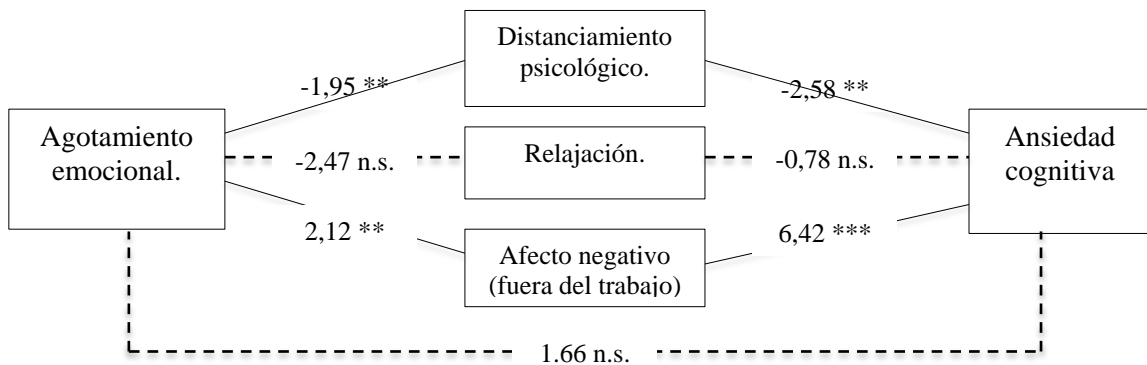 Distanciamiento
psicológico.
-1,95 **
-2,58 **
Agotamiento
emocional.
Relajación.
Ansiedad
cognitiva
-2,47 n.s.
-0,78 n.s.
2,12 **
6,42 ***
Afecto negativo
(fuera del trabajo)
1.66 n.s.